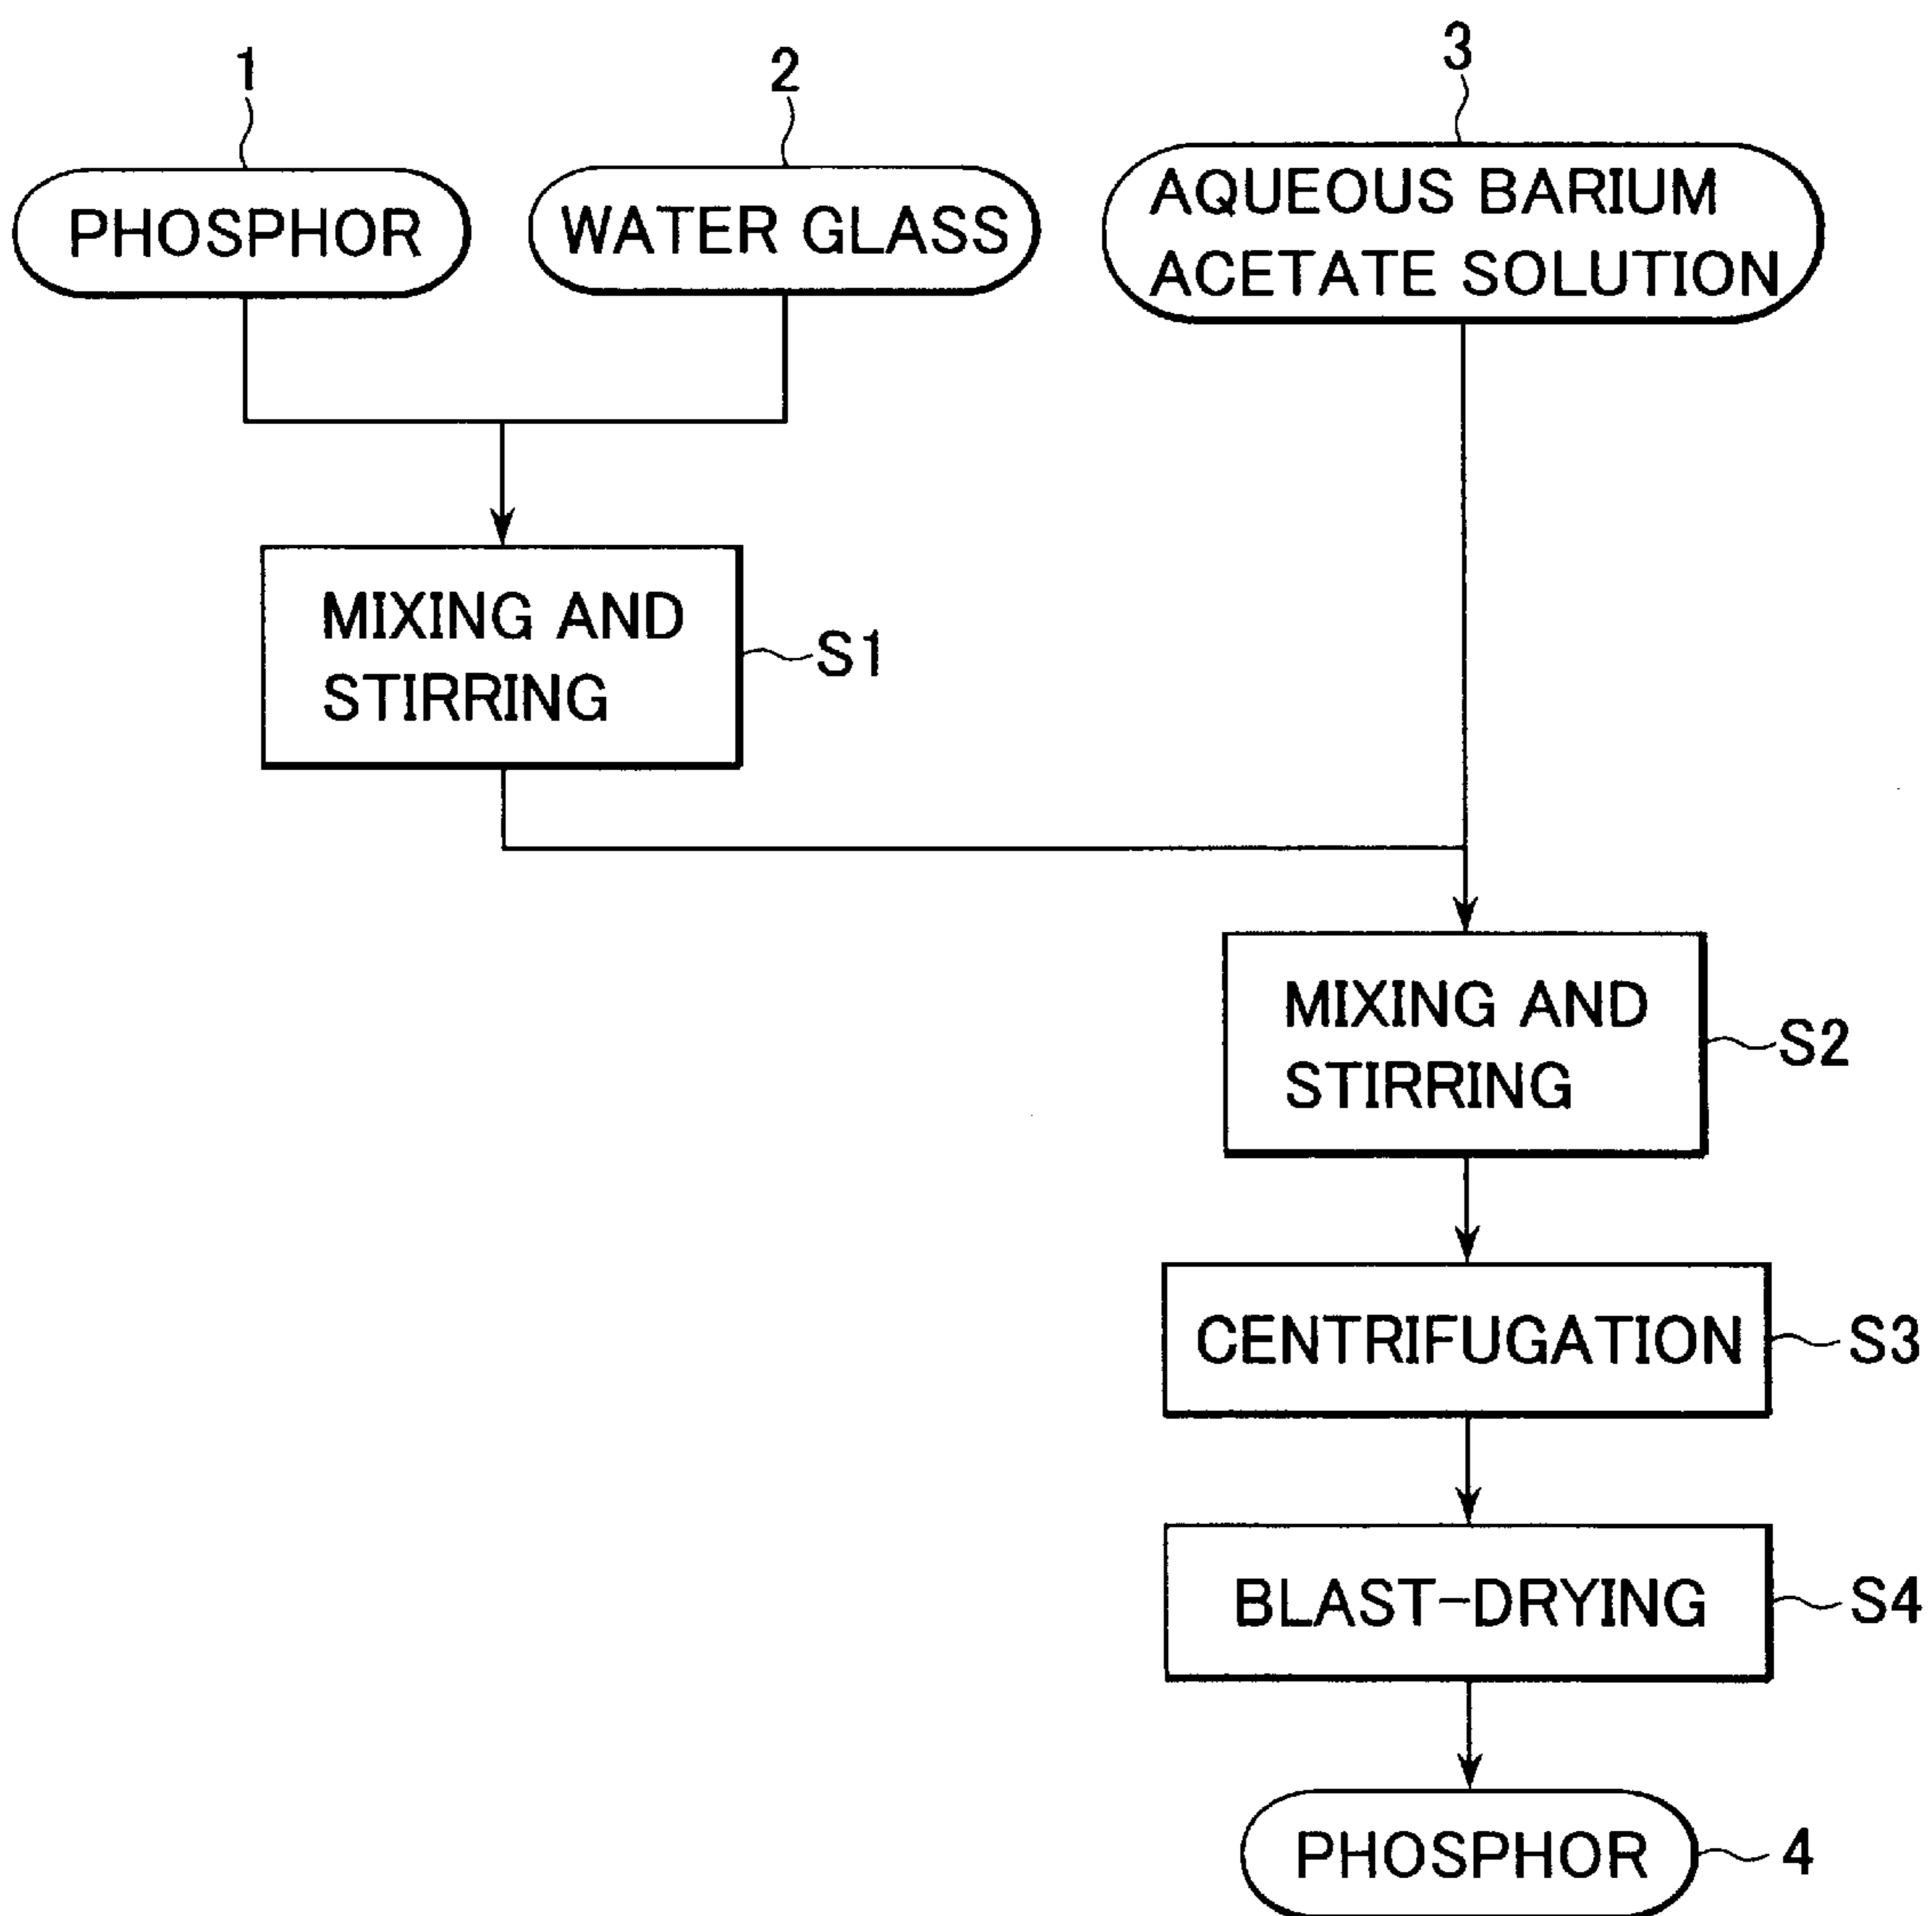 1
2
3
PHOSPHOR
WATER GLASS
AQUEOUS BARIUM
ACETATE SOLUTION
MIXING AND
STIRRING
S1
MIXING AND
STIRRING
S2
CENTRIFUGATION
S3
BLAST-DRYING
S4
PHOSPHOR
4